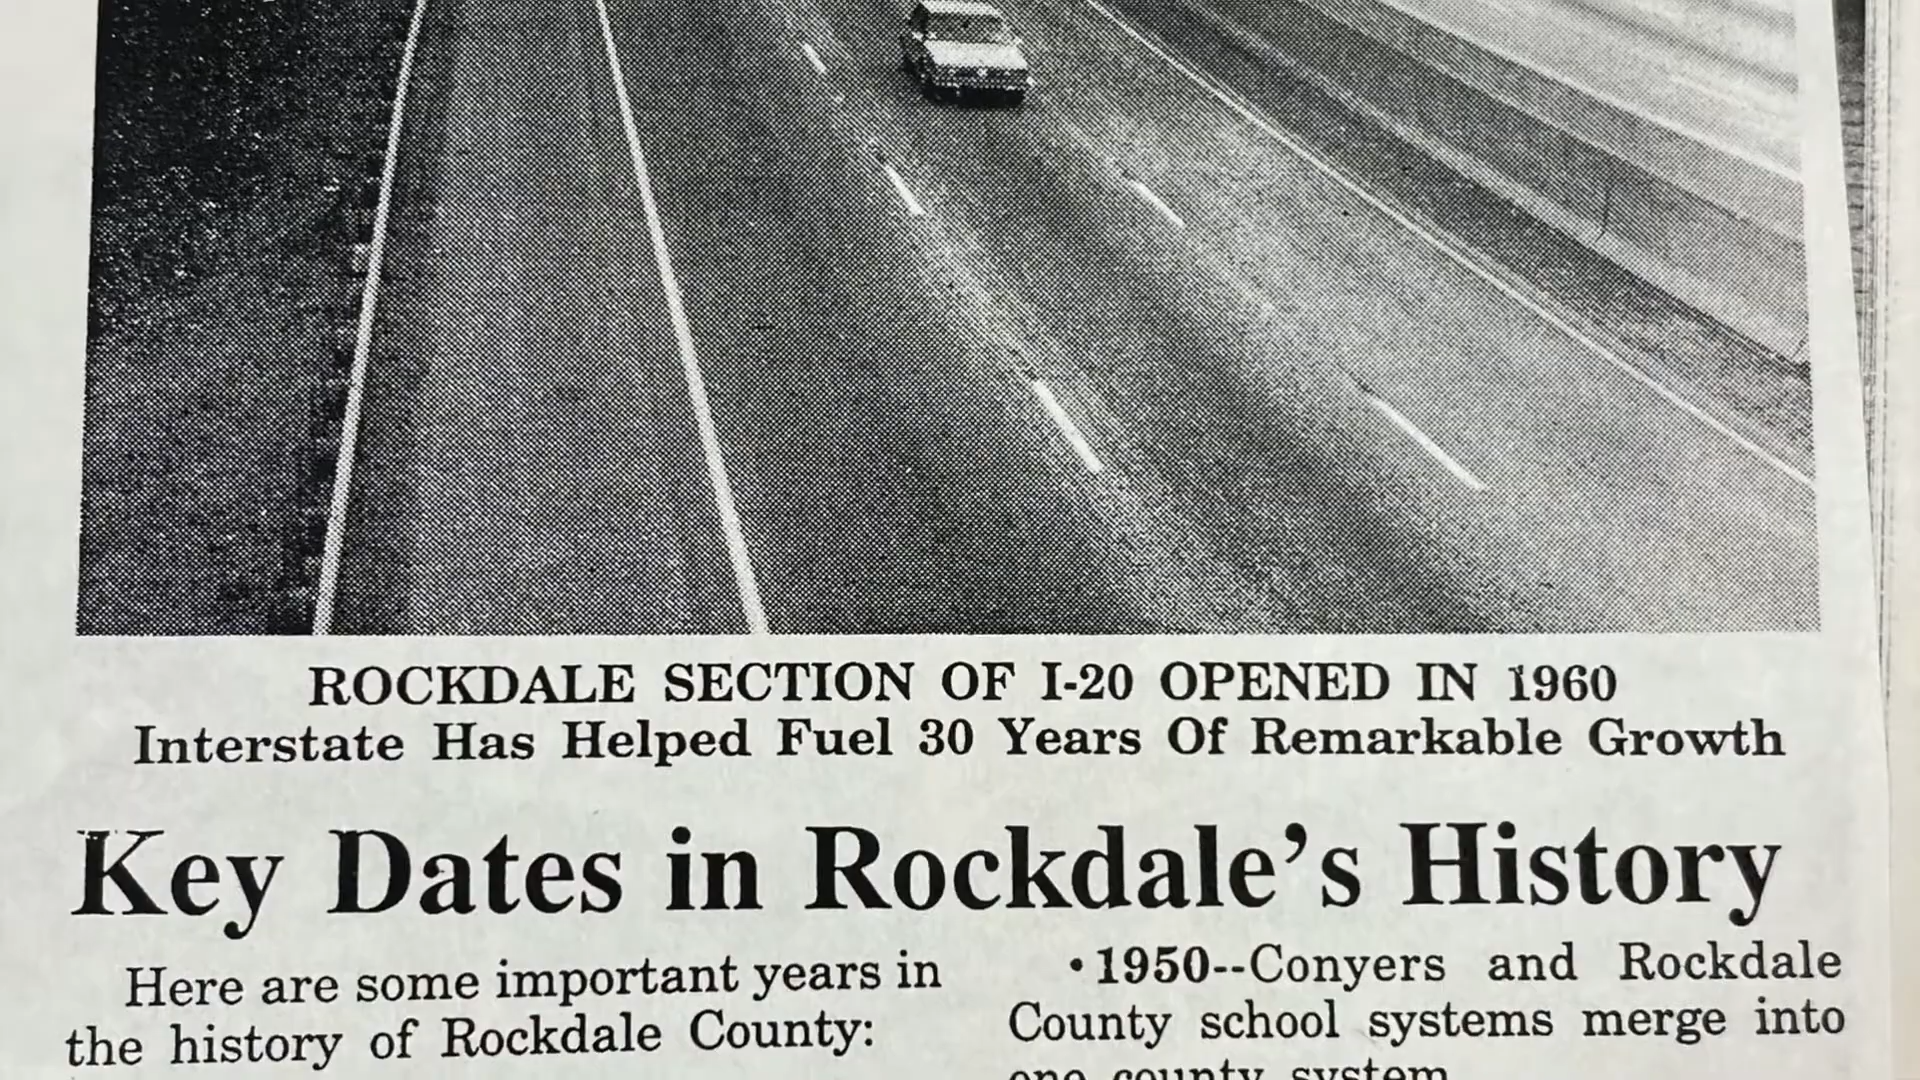 ROCKDALE SECTION OF I-20 OPENED IN 1960
Interstate Has Helped Fuel 30 Years Of Remarkable Growth
Key Dates in Rockdale's History
Here are some important years in
the history of Rockdale County:
•1950--Conyers and Rockdale
County school systems merge into
one county system